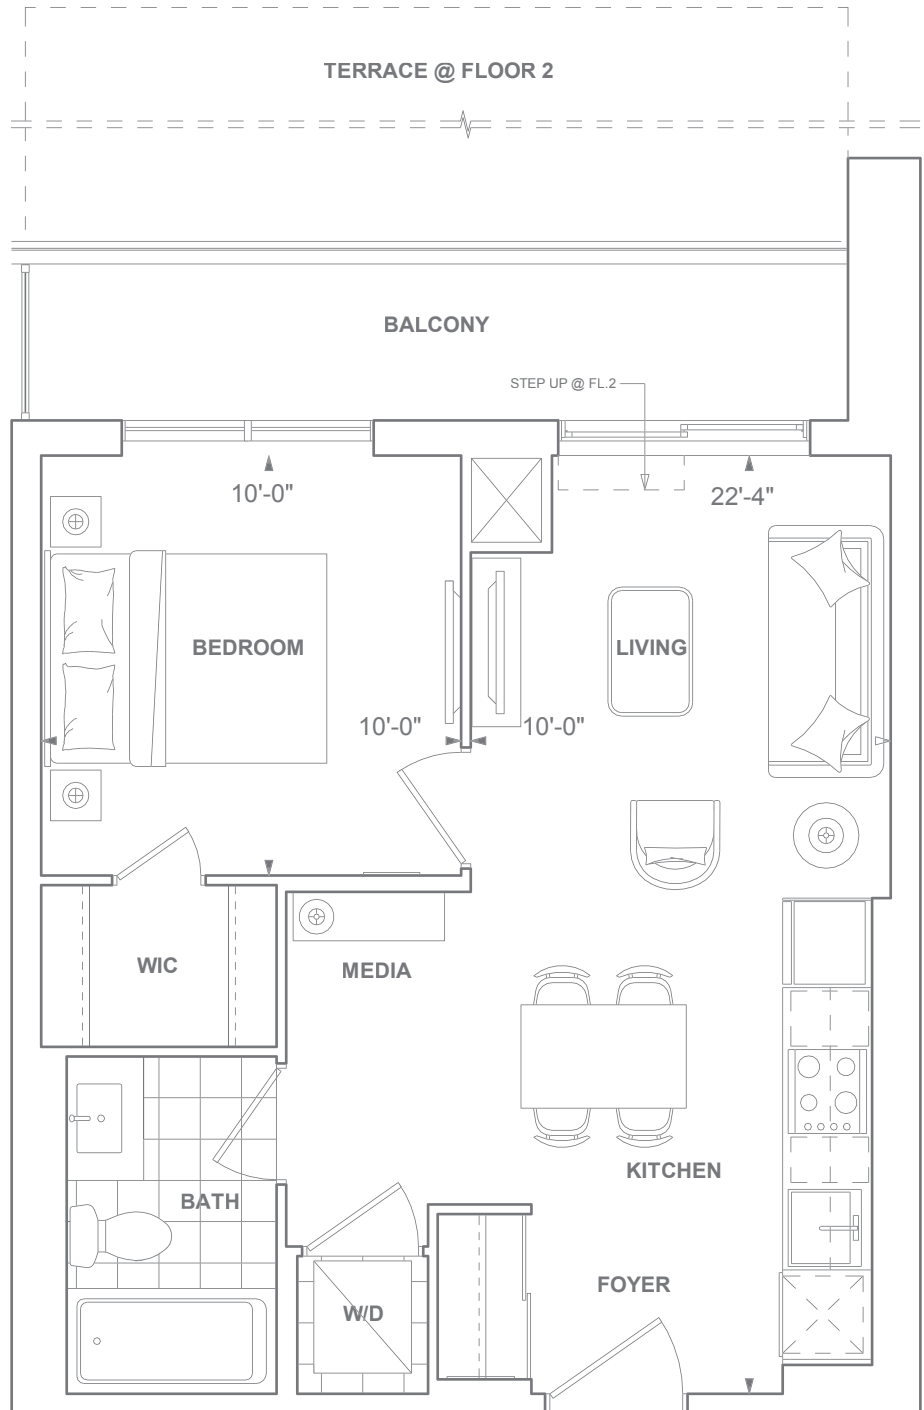 TERRACE @ FLOOR 2
BALCONY
STEP UP @ FL.2
10'-0"
22'-4"
BEDROOM
LIVING
10'-0"
10'-0"
WIC
MEDIA
KITCHEN
BATH
FOYER
W/D